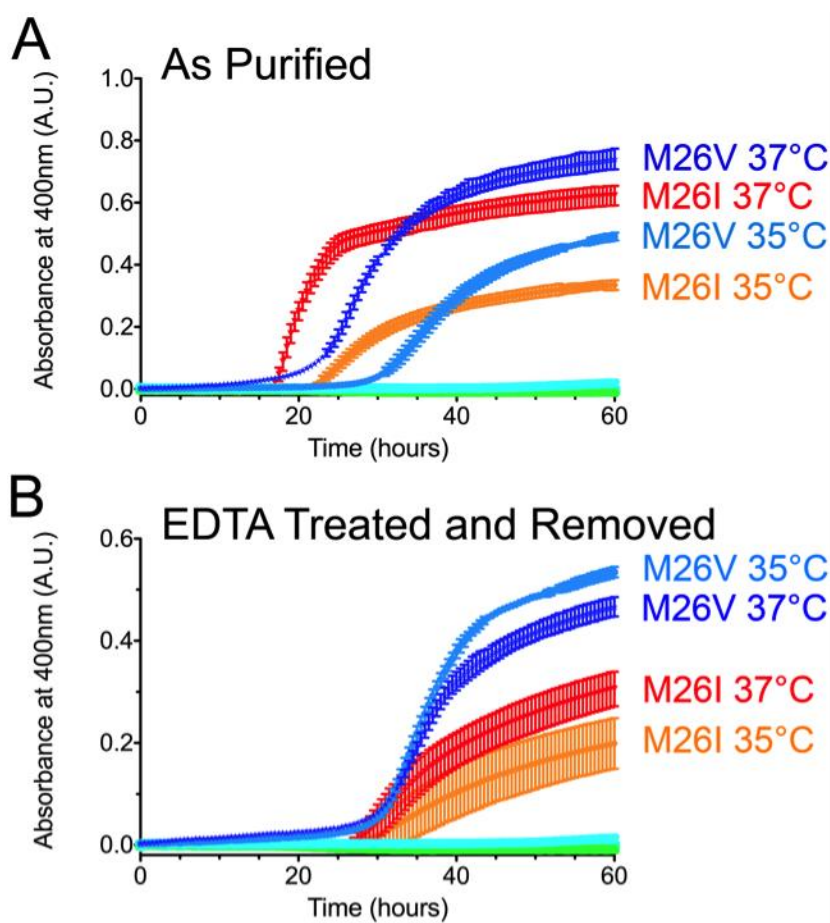 A
As Purified
Absorbance at 400nm (A.U.)
1.0
0.8
0.6
0.4
0.2
0.0
0
20
40
60
Time (hours)
M26V 37°C
M26I 37°C
M26V 35°C
M26I 35°C
B
EDTA Treated and Removed
Absorbance at 400nm (A.U.)
0.6
0.4
0.2
0.0
0
20
40
60
Time (hours)
M26V 35°C
M26V 37°C
M26I 37°C
M26I 35°C